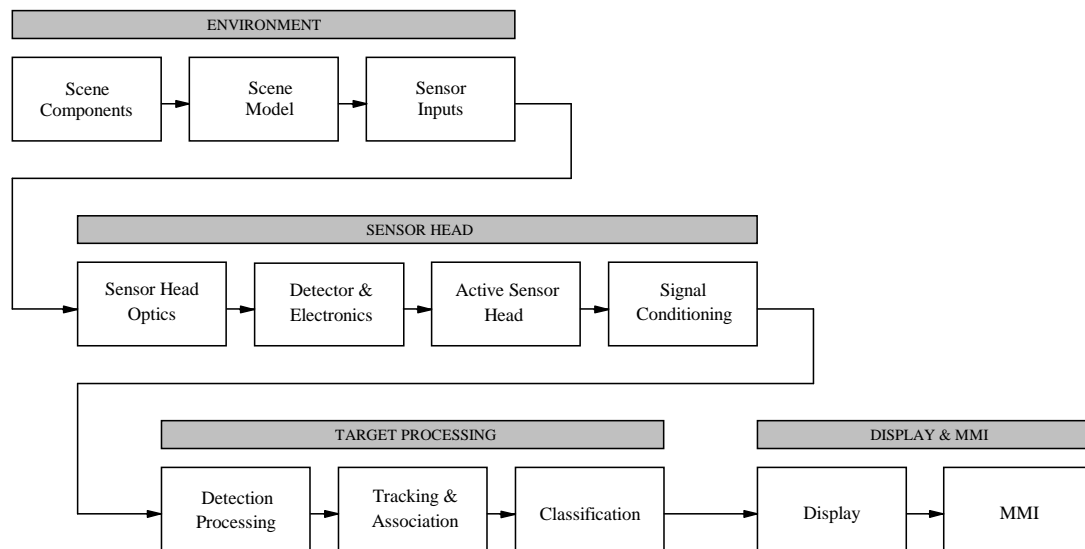 ENVIRONMENT
Scene
Components
Scene
Model
Sensor
Inputs
SENSOR HEAD
Sensor Head
Optics
Detector &
Electronics
Active Sensor
Head
Signal
Conditioning
TARGET PROCESSING
DISPLAY & MMI
Detection
Processing
Tracking &
Association
Classification
Display
MMI